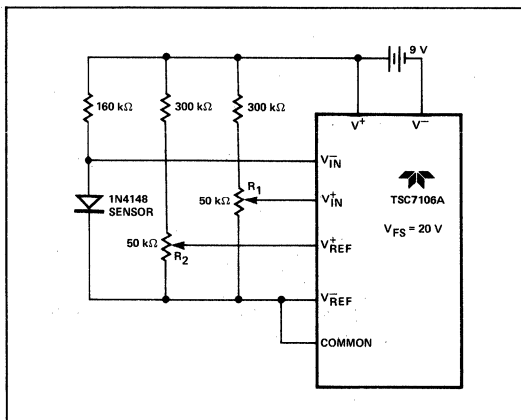 9 V
160 kΩ
300 kΩ
300 kΩ
V+
V−
V−IN
1N4148
SENSOR
R1
50 kΩ
V+IN
TSC7106A
50 kΩ
R2
V+REF
VFS = 20 V
V−REF
COMMON